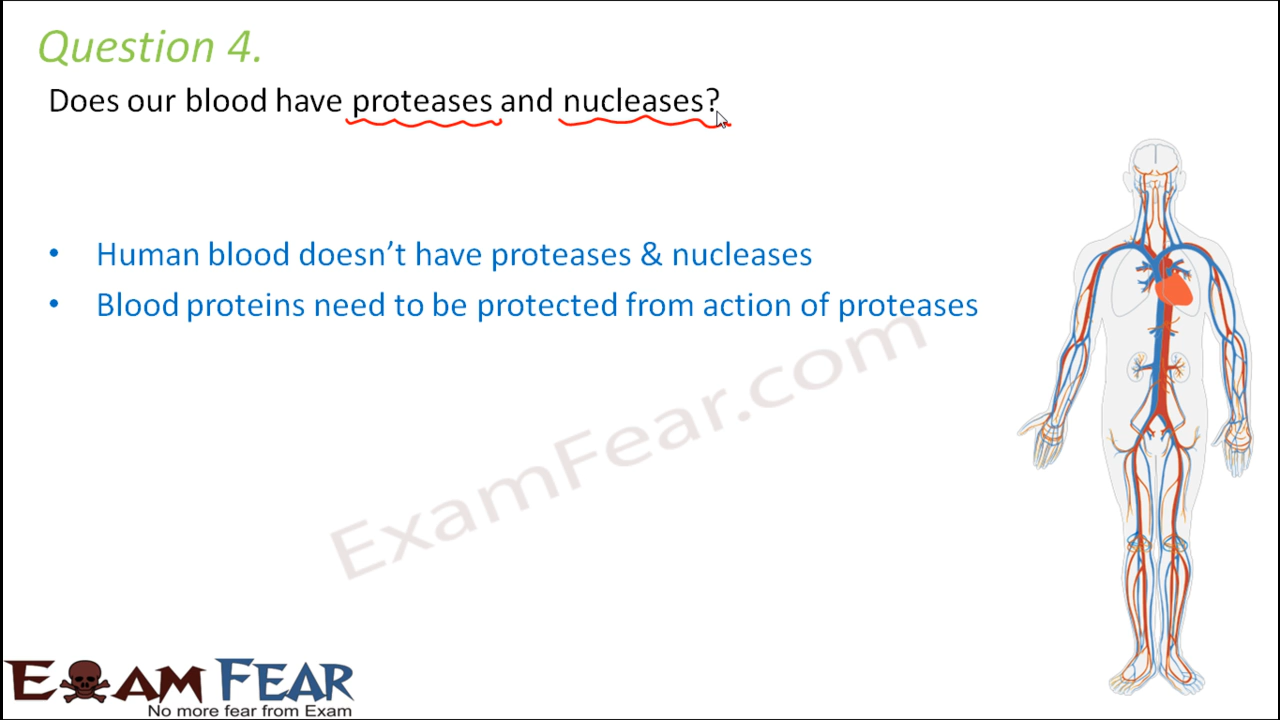 Question 4.
Does our blood have proteases and nucleases?
• Human blood doesn't have proteases & nucleases
• Blood proteins need to be protected from action of proteases
ExamFear.com
EXAM FEAR
No more fear from Exam